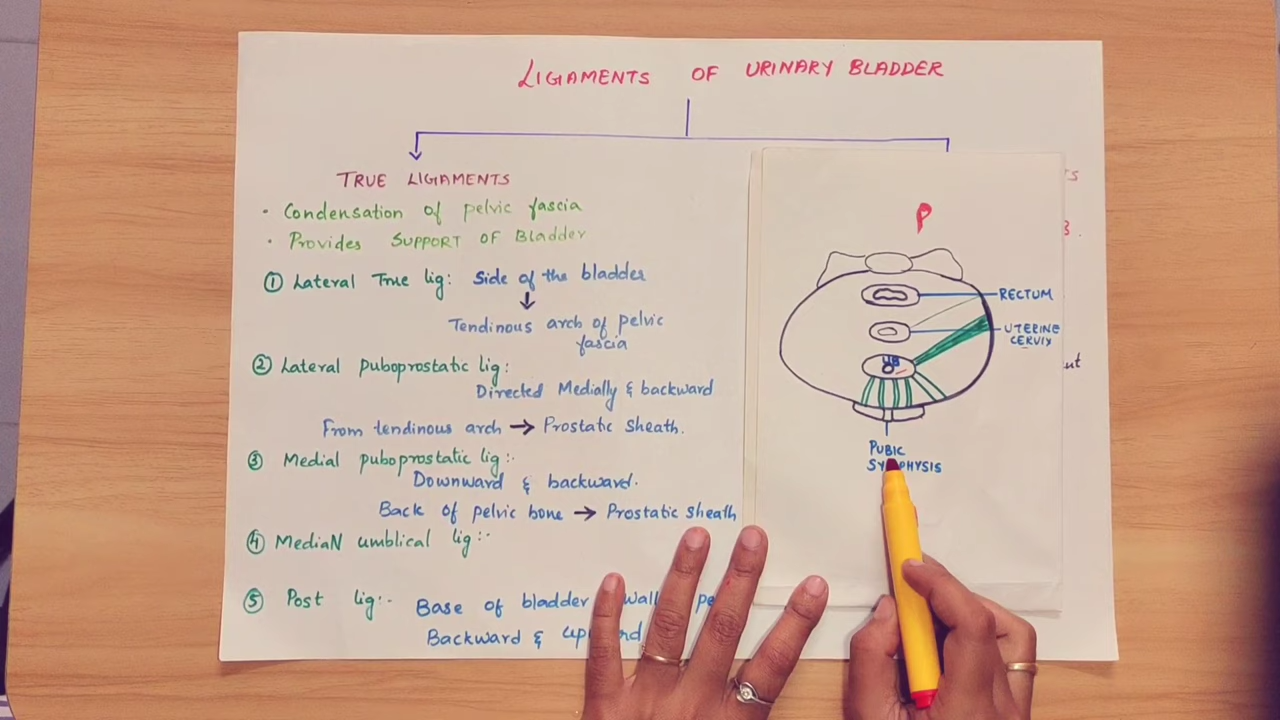 LIGAMENTS OF URINARY BLADDER
TRUE LIGAMENTS
• Condensation of pelvic fascia
• Provides SUPPORT OF Bladder
① Lateral True lig: Side of the bladder
Tendinous arch of pelvic
fascia
② Lateral puboprostatic lig:
Directed Medially & backward
From tendinous arch → Prostatic Sheath.
③ Medial puboprostatic lig:-
Downward & backward.
Back of pelvic bone → Prostatic Sheath
④ MediaN umblical lig:-
⑤ Post lig:- Base of bladder wall
Backward &
P
RECTUM
UTERINE
CERVIX
UB
PUBIC
SYMPHYSIS